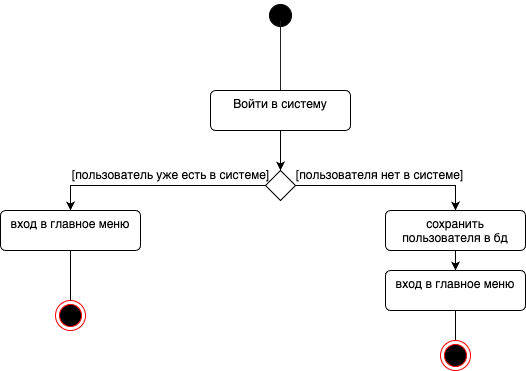 Войти в систему
[пользователь уже есть в системе]
[пользователя нет в системе]
вход в главное меню
сохранить
пользователя в бд
вход в главное меню